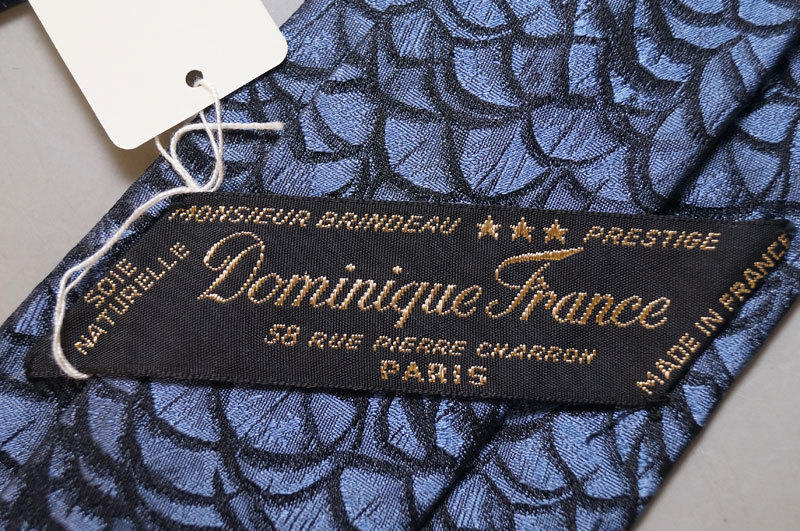 MONSIEUR BRINDEAU ★★★ PRESTIGE
SOIE
NATURELLE
Dominique France
58 RUE PIERRE CHARRON
PARIS
MADE IN FRANCE